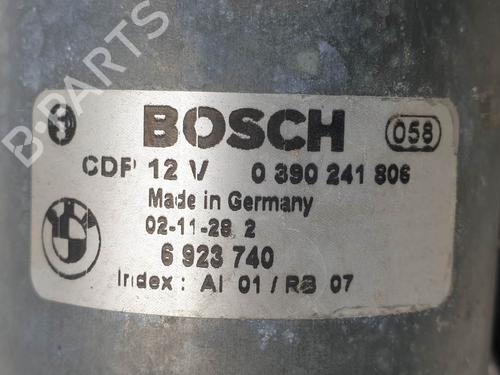 B-PARTS
BOSCH 058
CDP 12 V 0 390 241 806
Made in Germany
02-11-28 2
6 923 740
Index : AI 01 / RB 07